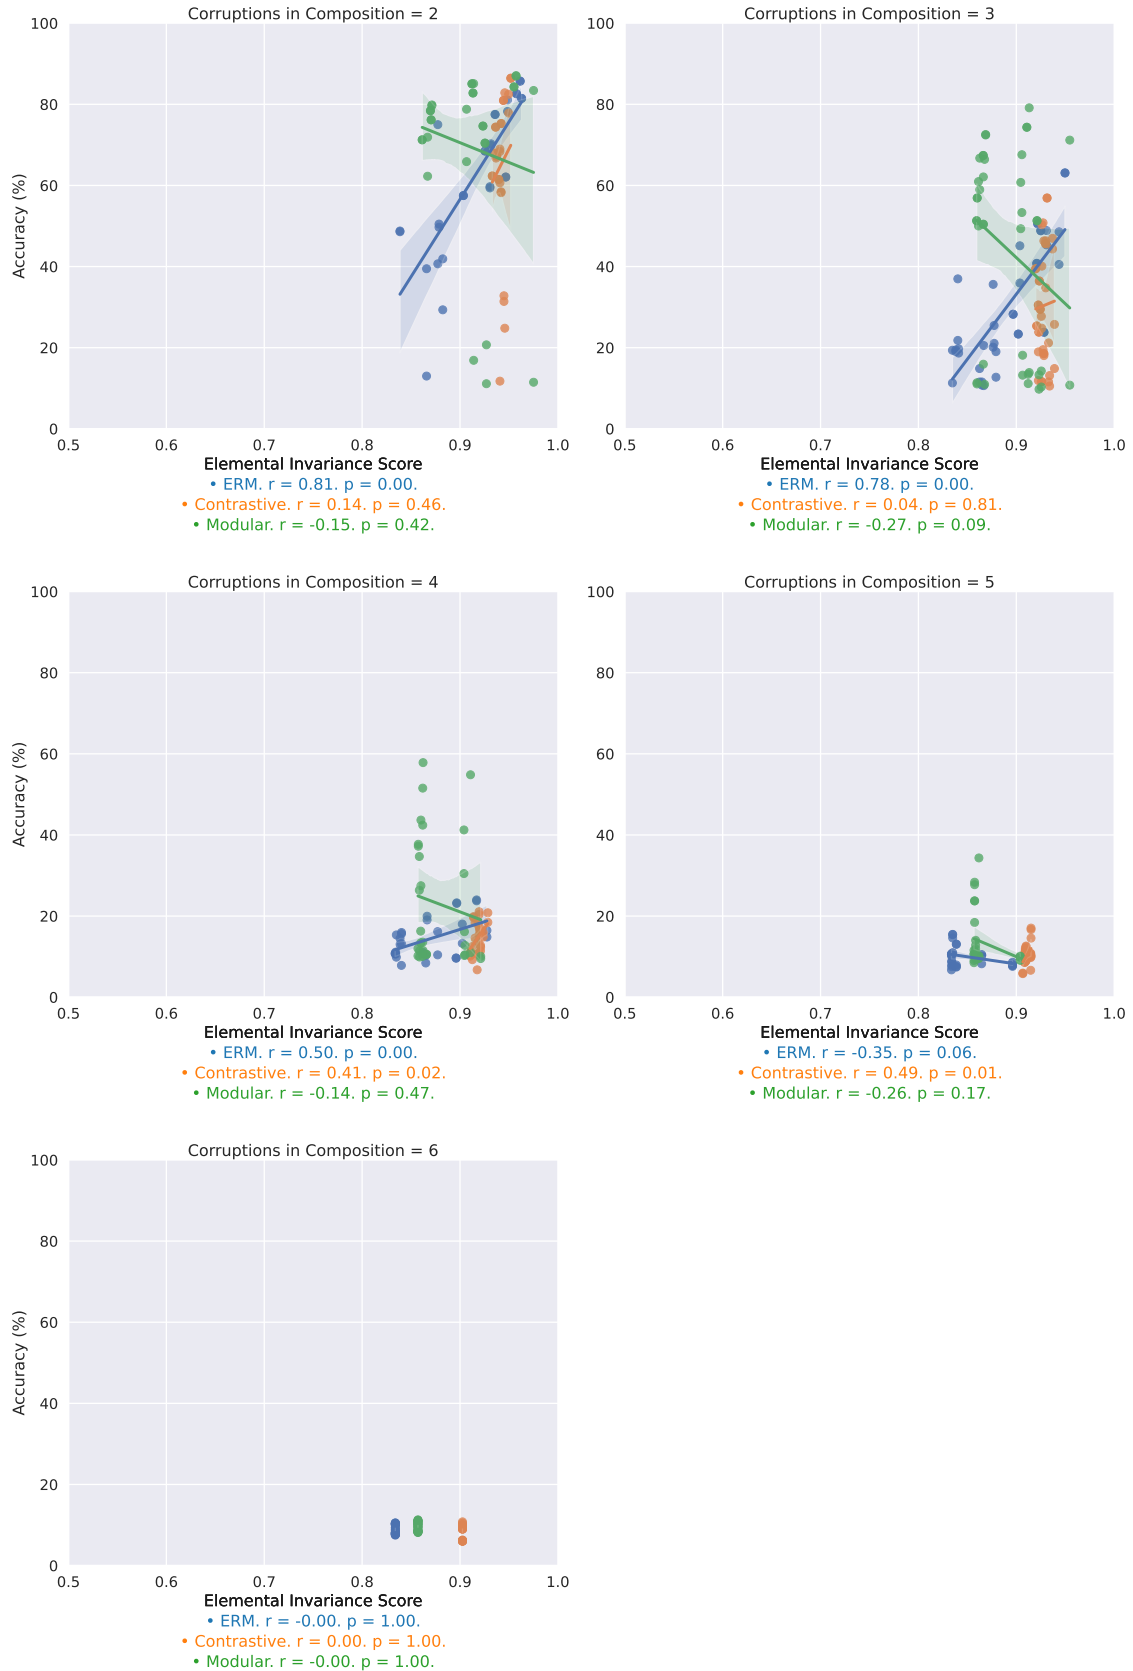 Corruptions in Composition = 2
Corruptions in Composition = 3
100
80
60
40
20
0
Accuracy (%)
0.5 0.6 0.7 0.8 0.9 1.0
Elemental Invariance Score
• ERM. r = 0.81. p = 0.00.
• Contrastive. r = 0.14. p = 0.46.
• Modular. r = -0.15. p = 0.42.
100
80
60
40
20
0
0.5 0.6 0.7 0.8 0.9 1.0
Elemental Invariance Score
• ERM. r = 0.78. p = 0.00.
• Contrastive. r = 0.04. p = 0.81.
• Modular. r = -0.27. p = 0.09.
Corruptions in Composition = 4
Corruptions in Composition = 5
100
80
60
40
20
0
Accuracy (%)
0.5 0.6 0.7 0.8 0.9 1.0
Elemental Invariance Score
• ERM. r = 0.50. p = 0.00.
• Contrastive. r = 0.41. p = 0.02.
• Modular. r = -0.14. p = 0.47.
100
80
60
40
20
0
0.5 0.6 0.7 0.8 0.9 1.0
Elemental Invariance Score
• ERM. r = -0.35. p = 0.06.
• Contrastive. r = 0.49. p = 0.01.
• Modular. r = -0.26. p = 0.17.
Corruptions in Composition = 6
100
80
60
40
20
0
Accuracy (%)
0.5 0.6 0.7 0.8 0.9 1.0
Elemental Invariance Score
• ERM. r = -0.00. p = 1.00.
• Contrastive. r = 0.00. p = 1.00.
• Modular. r = -0.00. p = 1.00.